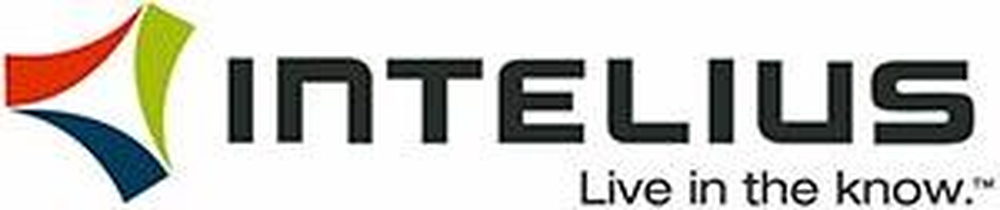 INTELIUS
Live in the know.™